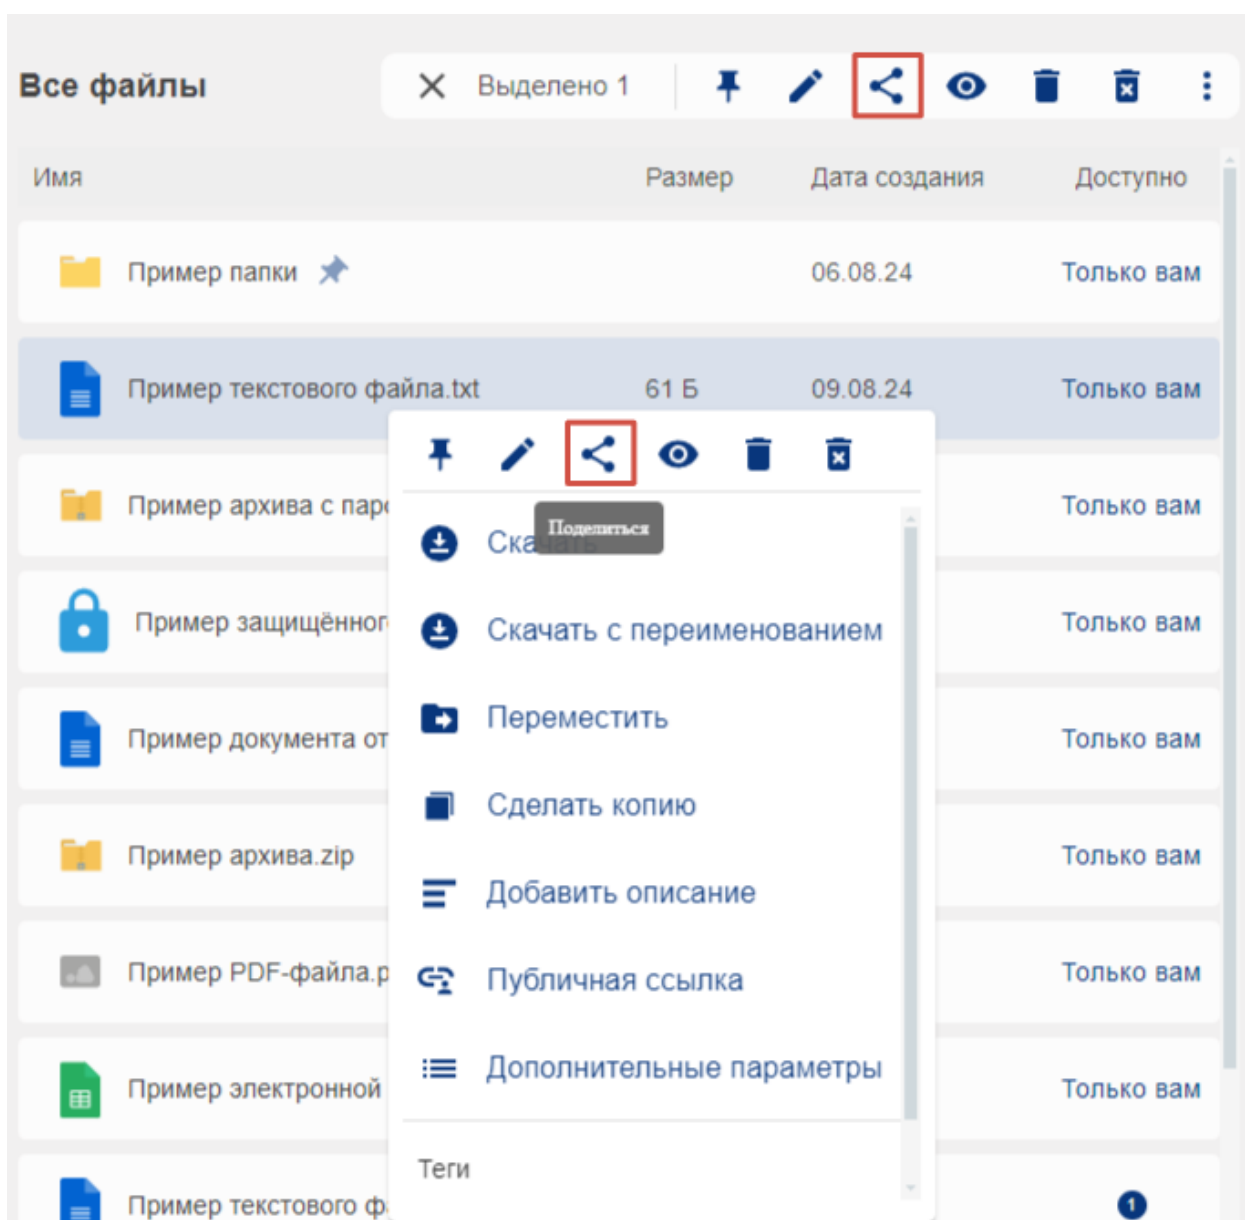 Все файлы
Выделено 1
Имя Размер Дата создания Доступно
Пример папки 06.08.24 Только вам
Пример текстового файла.txt 61 Б 09.08.24 Только вам
Поделиться
Пример архива с Только вам
Скачать
Пример Только вам
Скачать с переименованием
Переместить
Пример документа Только вам
Сделать копию
Пример архива.zip Только вам
Добавить описание
Пример PDF-файла.p Только вам
Публичная ссылка
Дополнительные параметры
Пример электронной Только вам
Теги
Пример текстового 1